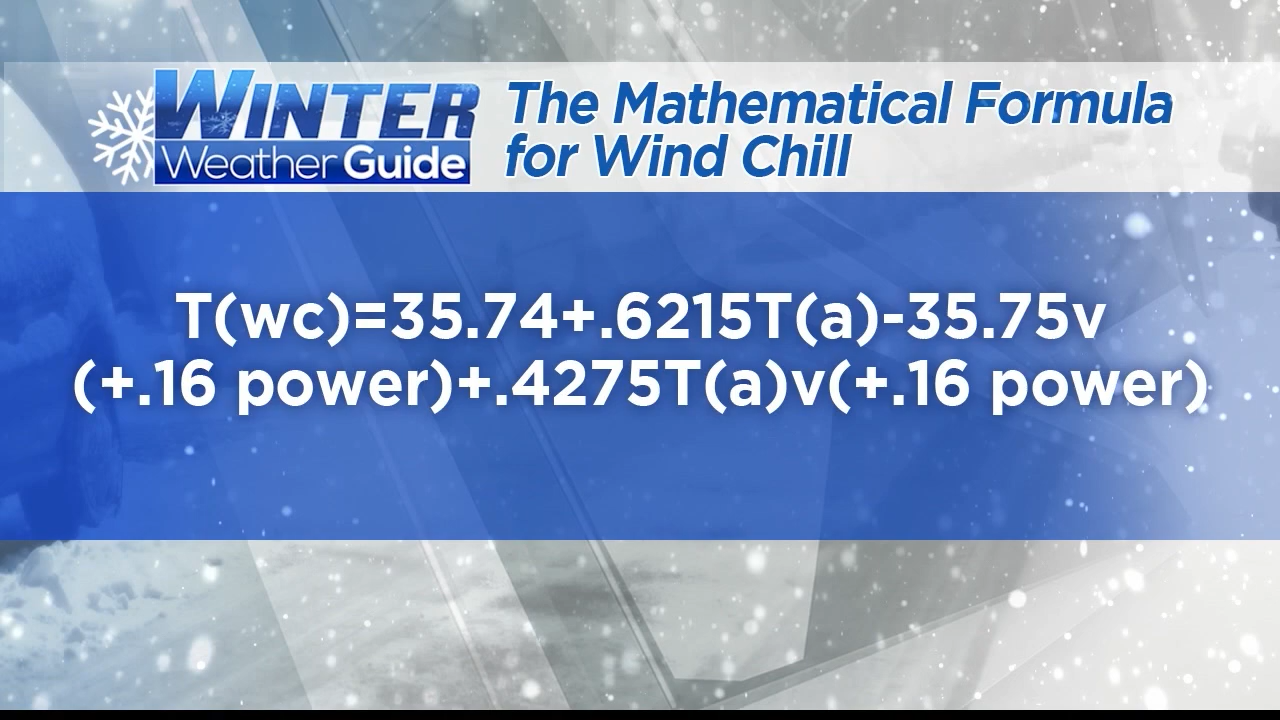 WINTER
Weather Guide
The Mathematical Formula
for Wind Chill
T(wc)=35.74+.6215T(a)-35.75v
(+.16 power)+.4275T(a)v(+.16 power)